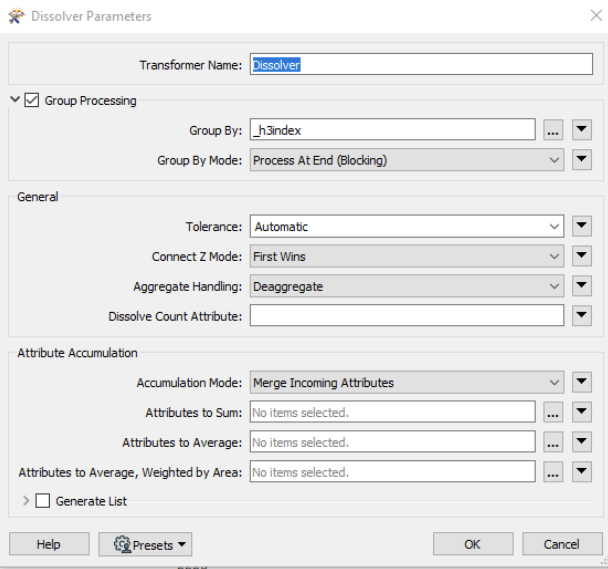 Dissolver Parameters
Transformer Name: Dissolver
Group Processing
Group By: _h3index ...
Group By Mode: Process At End (Blocking)
General
Tolerance: Automatic
Connect Z Mode: First Wins
Aggregate Handling: Deaggregate
Dissolve Count Attribute:
Attribute Accumulation
Accumulation Mode: Merge Incoming Attributes
Attributes to Sum: No items selected. ...
Attributes to Average: No items selected. ...
Attributes to Average, Weighted by Area: No items selected. ...
Generate List
Help Presets OK Cancel